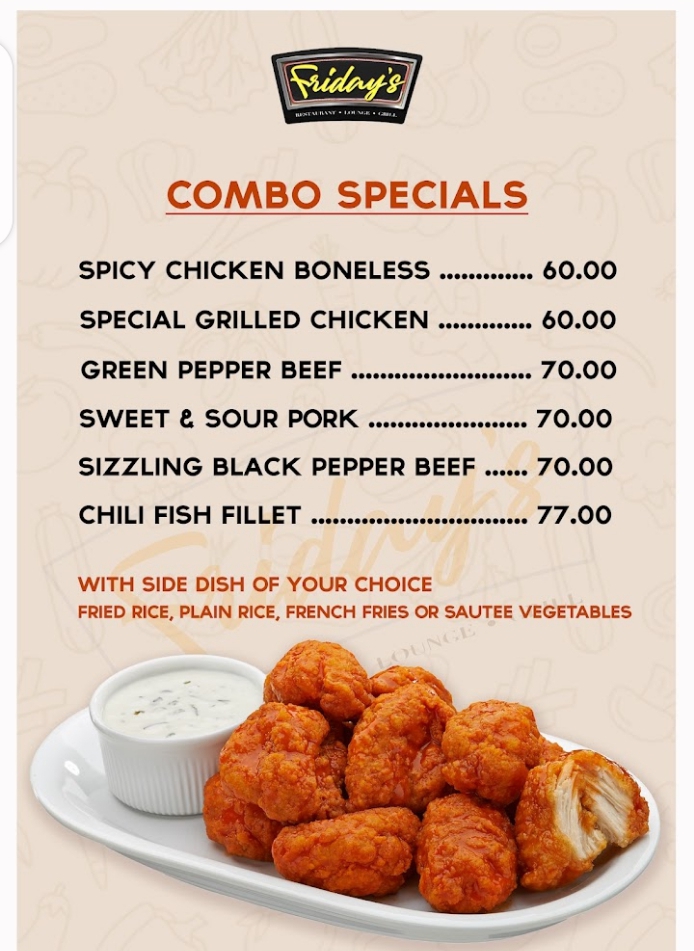 Friday's
RESTAURANT • LOUNGE • GRILL
COMBO SPECIALS
SPICY CHICKEN BONELESS ............. 60.00
SPECIAL GRILLED CHICKEN ............. 60.00
GREEN PEPPER BEEF ......................... 70.00
SWEET & SOUR PORK ...................... 70.00
SIZZLING BLACK PEPPER BEEF ...... 70.00
CHILI FISH FILLET .............................. 77.00
Friday's
WITH SIDE DISH OF YOUR CHOICE
FRIED RICE, PLAIN RICE, FRENCH FRIES OR SAUTEE VEGETABLES
LOUNGE •